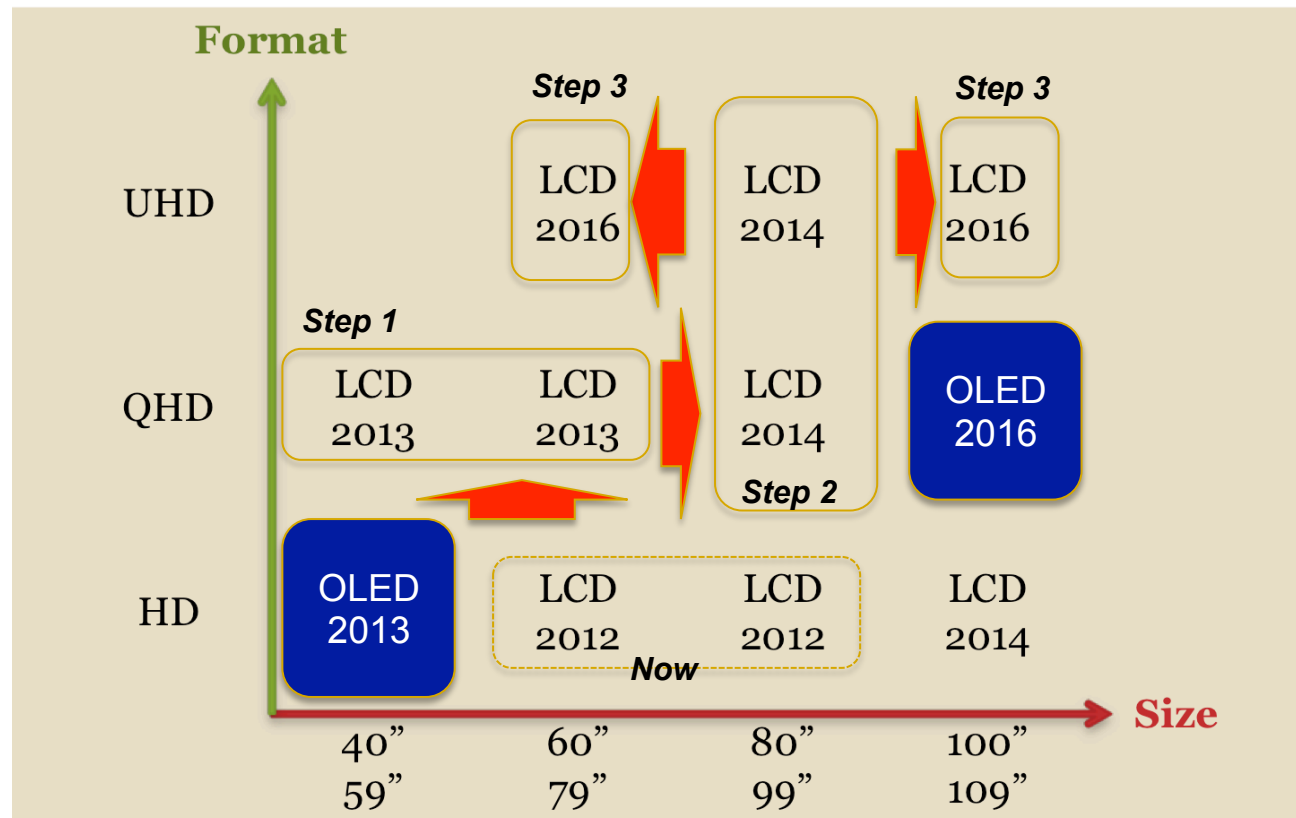 Format
Step 3
Step 3
UHD
LCD
2016
LCD
2014
LCD
2016
Step 1
QHD
LCD
2013
LCD
2013
LCD
2014
OLED
2016
Step 2
HD
OLED
2013
LCD
2012
LCD
2012
LCD
2014
Now
Size
40”
59”
60”
79”
80”
99”
100”
109”